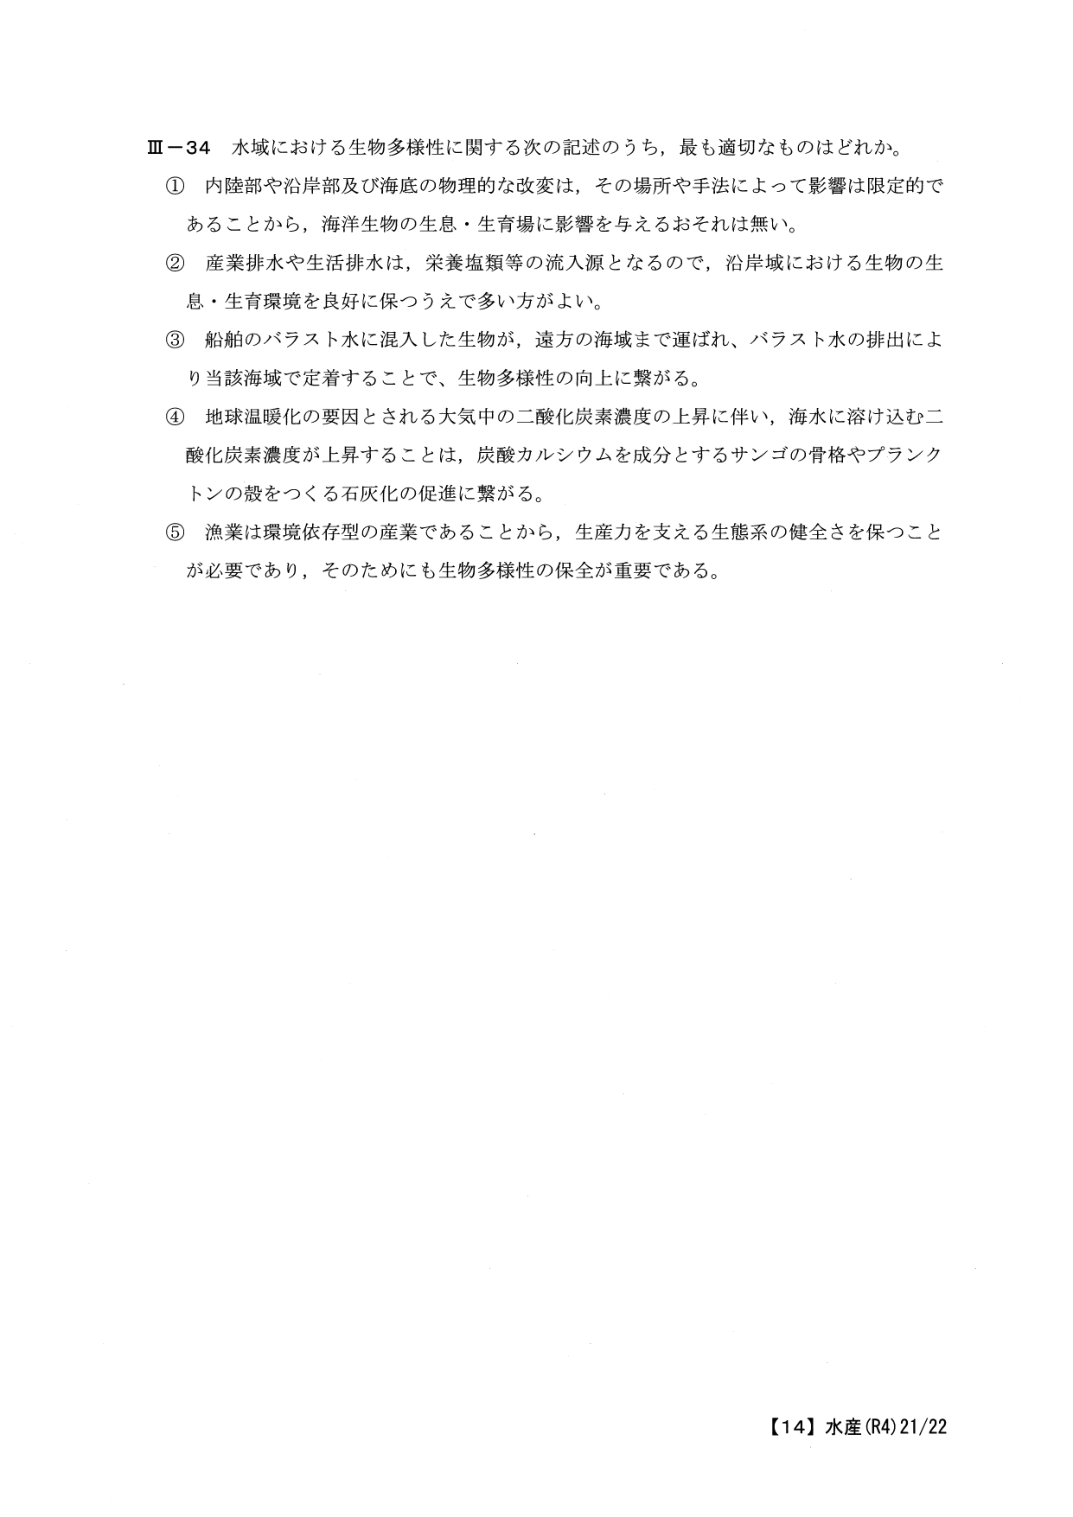 Ⅲ－34　水域における生物多様性に関する次の記述のうち，最も適切なものはどれか。
①　内陸部や沿岸部及び海底の物理的な改変は，その場所や手法によって影響は限定的で
あることから，海洋生物の生息・生育場に影響を与えるおそれは無い。
②　産業排水や生活排水は，栄養塩類等の流入源となるので，沿岸域における生物の生
息・生育環境を良好に保つうえで多い方がよい。
③　船舶のバラスト水に混入した生物が，遠方の海域まで運ばれ、バラスト水の排出によ
り当該海域で定着することで、生物多様性の向上に繋がる。
④　地球温暖化の要因とされる大気中の二酸化炭素濃度の上昇に伴い，海水に溶け込む二
酸化炭素濃度が上昇することは，炭酸カルシウムを成分とするサンゴの骨格やプランク
トンの殻をつくる石灰化の促進に繋がる。
⑤　漁業は環境依存型の産業であることから，生産力を支える生態系の健全さを保つこと
が必要であり，そのためにも生物多様性の保全が重要である。
【14】水産(R4)21/22